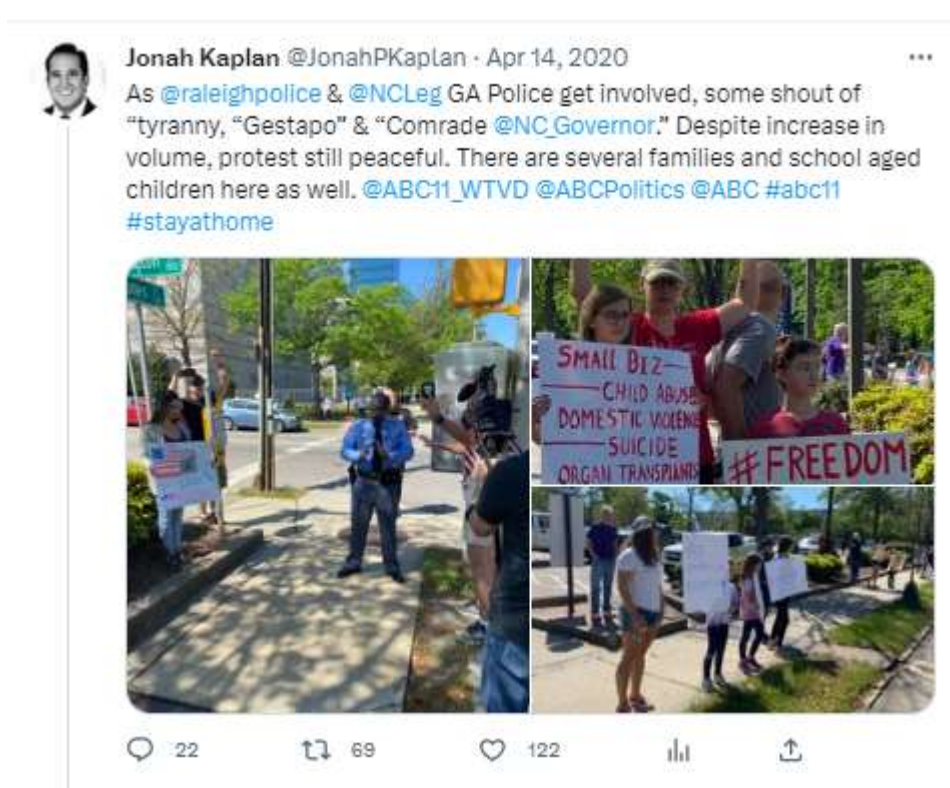 Jonah Kaplan @JonahPKaplan · Apr 14, 2020
As @raleighpolice & @NCLeg GA Police get involved, some shout of
“tyranny, “Gestapo” & “Comrade @NC_Governor.” Despite increase in
volume, protest still peaceful. There are several families and school aged
children here as well. @ABC11_WTVD @ABCPolitics @ABC #abc11
#stayathome
SMALL BIZ
CHILD ABUSE
DOMESTIC VIOLENCE
SUICIDE
ORGAN TRANSPLANTS
#FREEDOM
22 69 122